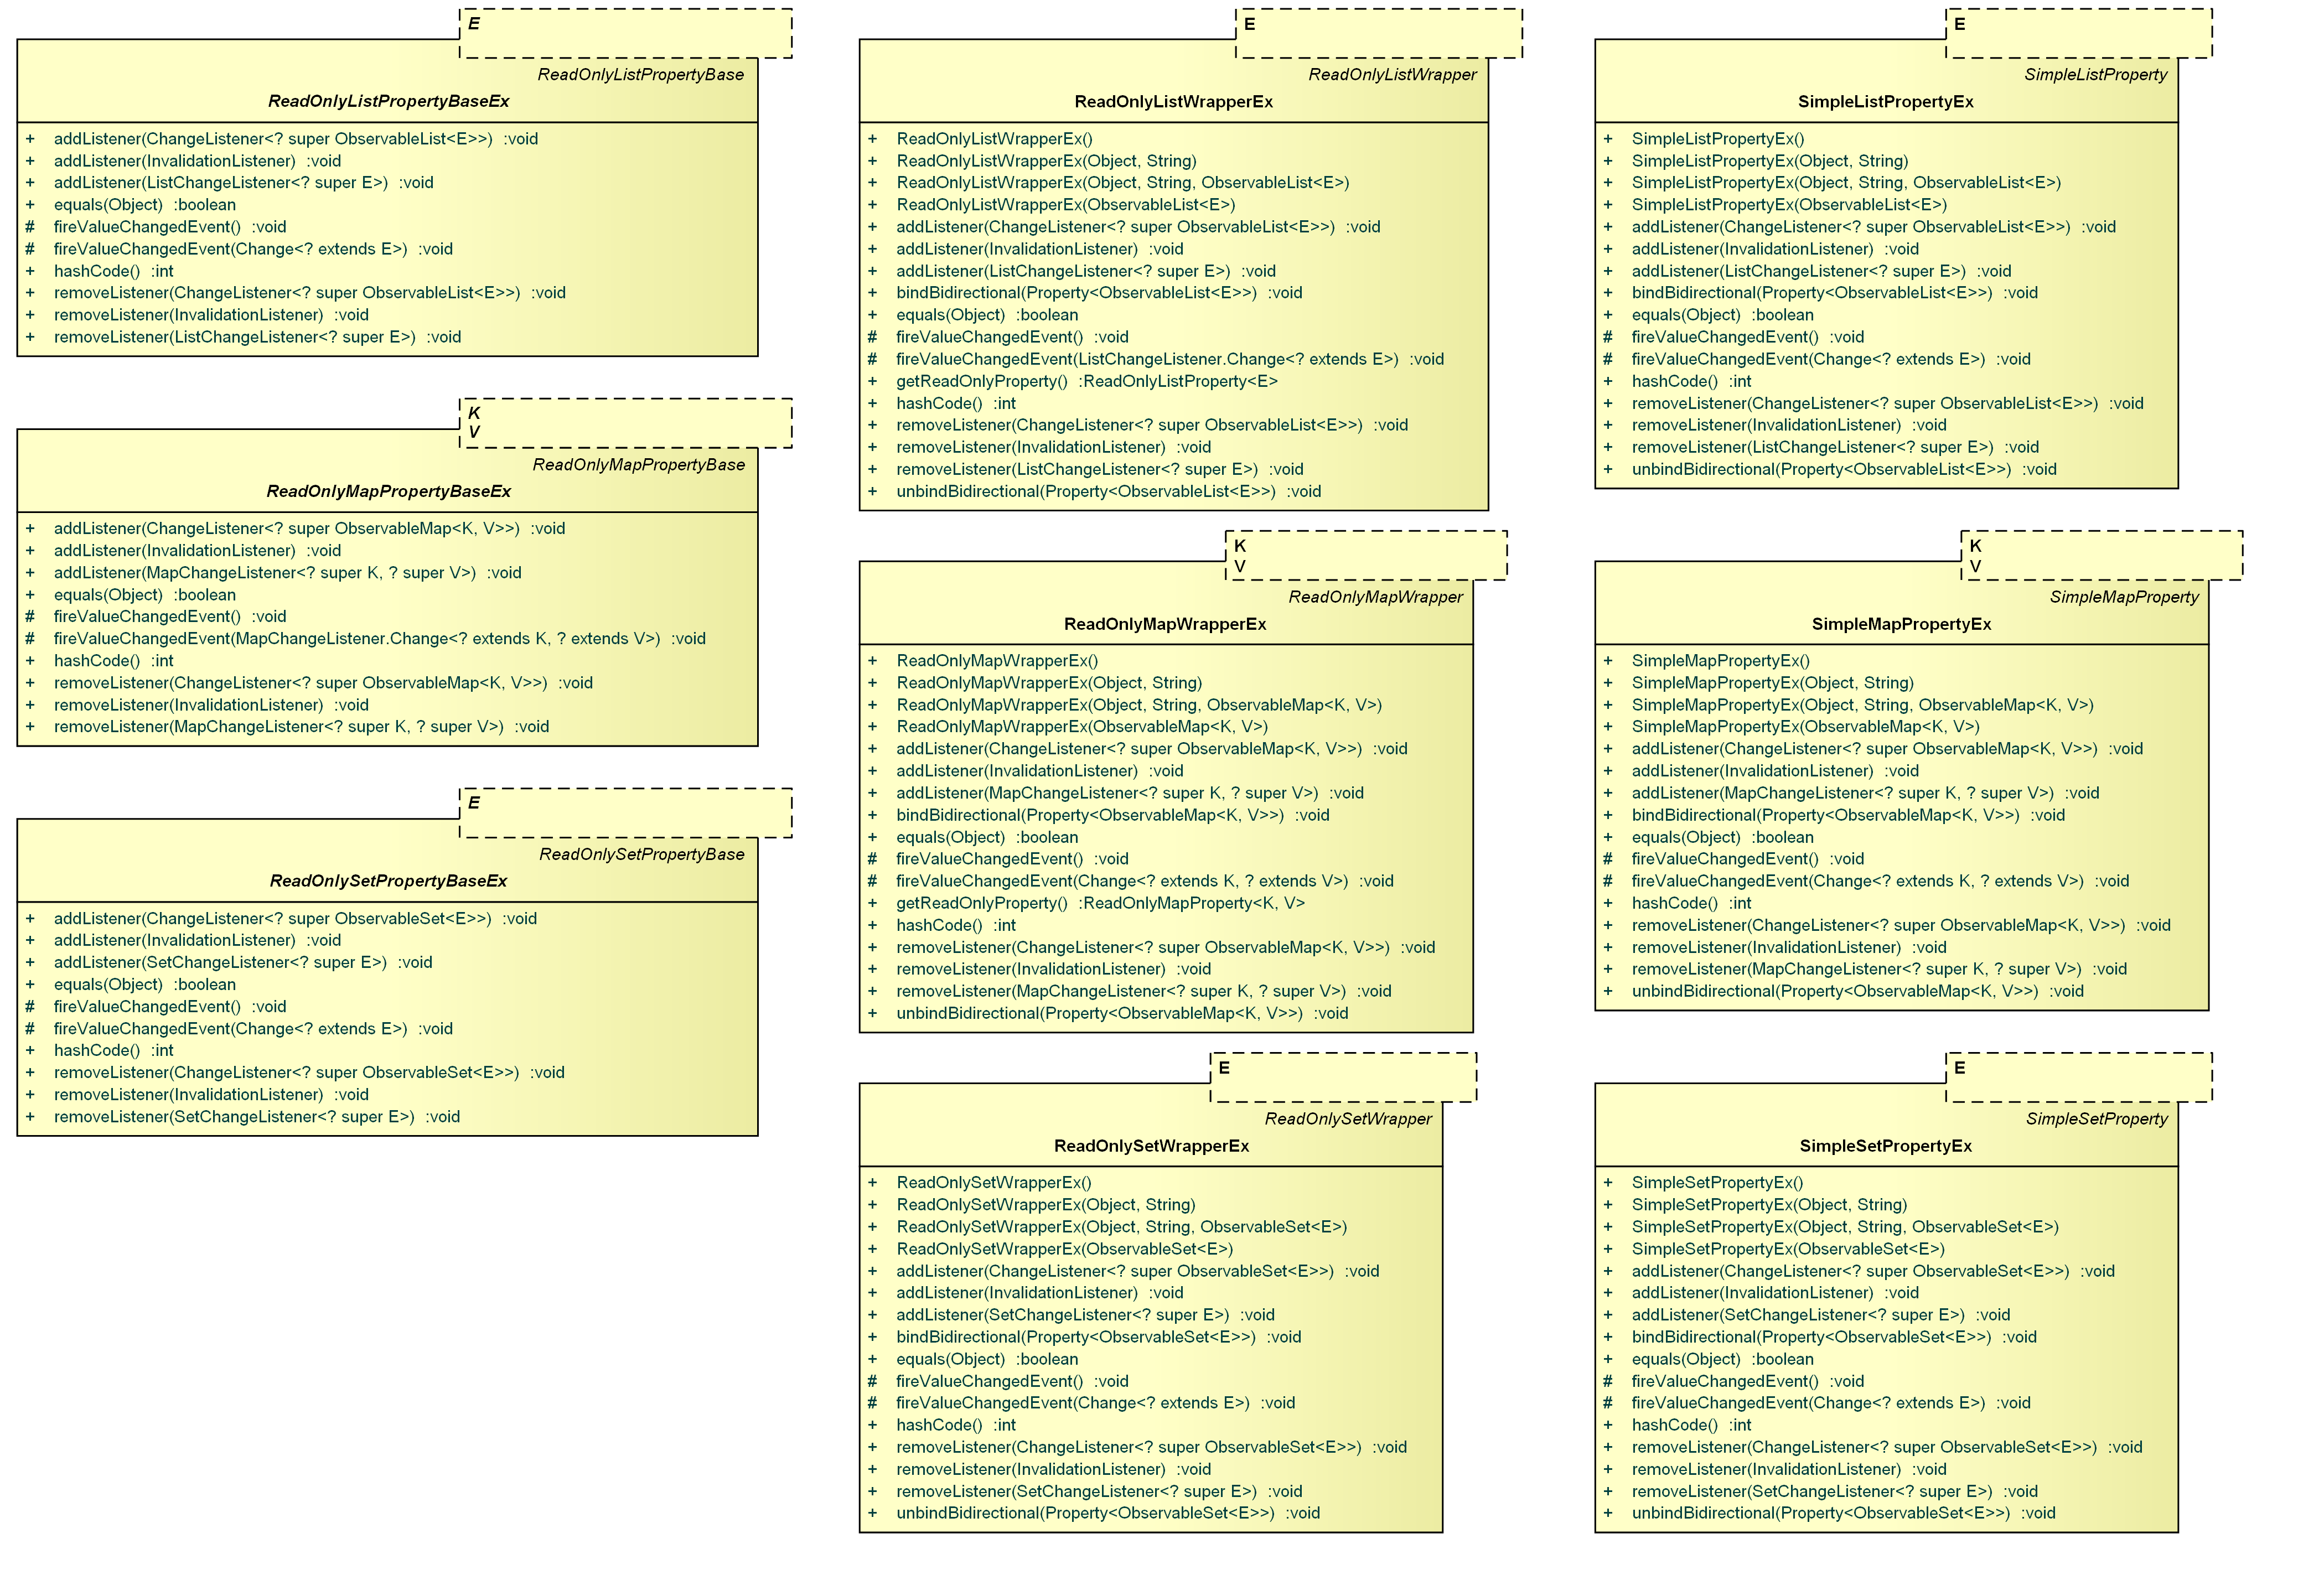 E
ReadOnlyListPropertyBase
ReadOnlyListPropertyBaseEx
+ addListener(ChangeListener<? super ObservableList<E>>) :void
+ addListener(InvalidationListener) :void
+ addListener(ListChangeListener<? super E>) :void
+ equals(Object) :boolean
# fireValueChangedEvent() :void
# fireValueChangedEvent(Change<? extends E>) :void
+ hashCode() :int
+ removeListener(ChangeListener<? super ObservableList<E>>) :void
+ removeListener(InvalidationListener) :void
+ removeListener(ListChangeListener<? super E>) :void
K
V
ReadOnlyMapPropertyBase
ReadOnlyMapPropertyBaseEx
+ addListener(ChangeListener<? super ObservableMap<K, V>>) :void
+ addListener(InvalidationListener) :void
+ addListener(MapChangeListener<? super K, ? super V>) :void
+ equals(Object) :boolean
# fireValueChangedEvent() :void
# fireValueChangedEvent(MapChangeListener.Change<? extends K, ? extends V>) :void
+ hashCode() :int
+ removeListener(ChangeListener<? super ObservableMap<K, V>>) :void
+ removeListener(InvalidationListener) :void
+ removeListener(MapChangeListener<? super K, ? super V>) :void
E
ReadOnlySetPropertyBase
ReadOnlySetPropertyBaseEx
+ addListener(ChangeListener<? super ObservableSet<E>>) :void
+ addListener(InvalidationListener) :void
+ addListener(SetChangeListener<? super E>) :void
+ equals(Object) :boolean
# fireValueChangedEvent() :void
# fireValueChangedEvent(Change<? extends E>) :void
+ hashCode() :int
+ removeListener(ChangeListener<? super ObservableSet<E>>) :void
+ removeListener(InvalidationListener) :void
+ removeListener(SetChangeListener<? super E>) :void
E
ReadOnlyListWrapper
ReadOnlyListWrapperEx
+ ReadOnlyListWrapperEx()
+ ReadOnlyListWrapperEx(Object, String)
+ ReadOnlyListWrapperEx(Object, String, ObservableList<E>)
+ ReadOnlyListWrapperEx(ObservableList<E>)
+ addListener(ChangeListener<? super ObservableList<E>>) :void
+ addListener(InvalidationListener) :void
+ addListener(ListChangeListener<? super E>) :void
+ bindBidirectional(Property<ObservableList<E>>) :void
+ equals(Object) :boolean
# fireValueChangedEvent() :void
# fireValueChangedEvent(ListChangeListener.Change<? extends E>) :void
+ getReadOnlyProperty() :ReadOnlyListProperty<E>
+ hashCode() :int
+ removeListener(ChangeListener<? super ObservableList<E>>) :void
+ removeListener(InvalidationListener) :void
+ removeListener(ListChangeListener<? super E>) :void
+ unbindBidirectional(Property<ObservableList<E>>) :void
K
V
ReadOnlyMapWrapper
ReadOnlyMapWrapperEx
+ ReadOnlyMapWrapperEx()
+ ReadOnlyMapWrapperEx(Object, String)
+ ReadOnlyMapWrapperEx(Object, String, ObservableMap<K, V>)
+ ReadOnlyMapWrapperEx(ObservableMap<K, V>)
+ addListener(ChangeListener<? super ObservableMap<K, V>>) :void
+ addListener(InvalidationListener) :void
+ addListener(MapChangeListener<? super K, ? super V>) :void
+ bindBidirectional(Property<ObservableMap<K, V>>) :void
+ equals(Object) :boolean
# fireValueChangedEvent() :void
# fireValueChangedEvent(Change<? extends K, ? extends V>) :void
+ getReadOnlyProperty() :ReadOnlyMapProperty<K, V>
+ hashCode() :int
+ removeListener(ChangeListener<? super ObservableMap<K, V>>) :void
+ removeListener(InvalidationListener) :void
+ removeListener(MapChangeListener<? super K, ? super V>) :void
+ unbindBidirectional(Property<ObservableMap<K, V>>) :void
E
ReadOnlySetWrapper
ReadOnlySetWrapperEx
+ ReadOnlySetWrapperEx()
+ ReadOnlySetWrapperEx(Object, String)
+ ReadOnlySetWrapperEx(Object, String, ObservableSet<E>)
+ ReadOnlySetWrapperEx(ObservableSet<E>)
+ addListener(ChangeListener<? super ObservableSet<E>>) :void
+ addListener(InvalidationListener) :void
+ addListener(SetChangeListener<? super E>) :void
+ bindBidirectional(Property<ObservableSet<E>>) :void
+ equals(Object) :boolean
# fireValueChangedEvent() :void
# fireValueChangedEvent(Change<? extends E>) :void
+ hashCode() :int
+ removeListener(ChangeListener<? super ObservableSet<E>>) :void
+ removeListener(InvalidationListener) :void
+ removeListener(SetChangeListener<? super E>) :void
+ unbindBidirectional(Property<ObservableSet<E>>) :void
E
SimpleListProperty
SimpleListPropertyEx
+ SimpleListPropertyEx()
+ SimpleListPropertyEx(Object, String)
+ SimpleListPropertyEx(Object, String, ObservableList<E>)
+ SimpleListPropertyEx(ObservableList<E>)
+ addListener(ChangeListener<? super ObservableList<E>>) :void
+ addListener(InvalidationListener) :void
+ addListener(ListChangeListener<? super E>) :void
+ bindBidirectional(Property<ObservableList<E>>) :void
+ equals(Object) :boolean
# fireValueChangedEvent() :void
# fireValueChangedEvent(Change<? extends E>) :void
+ hashCode() :int
+ removeListener(ChangeListener<? super ObservableList<E>>) :void
+ removeListener(InvalidationListener) :void
+ removeListener(ListChangeListener<? super E>) :void
+ unbindBidirectional(Property<ObservableList<E>>) :void
K
V
SimpleMapProperty
SimpleMapPropertyEx
+ SimpleMapPropertyEx()
+ SimpleMapPropertyEx(Object, String)
+ SimpleMapPropertyEx(Object, String, ObservableMap<K, V>)
+ SimpleMapPropertyEx(ObservableMap<K, V>)
+ addListener(ChangeListener<? super ObservableMap<K, V>>) :void
+ addListener(InvalidationListener) :void
+ addListener(MapChangeListener<? super K, ? super V>) :void
+ bindBidirectional(Property<ObservableMap<K, V>>) :void
+ equals(Object) :boolean
# fireValueChangedEvent() :void
# fireValueChangedEvent(Change<? extends K, ? extends V>) :void
+ hashCode() :int
+ removeListener(ChangeListener<? super ObservableMap<K, V>>) :void
+ removeListener(InvalidationListener) :void
+ removeListener(MapChangeListener<? super K, ? super V>) :void
+ unbindBidirectional(Property<ObservableMap<K, V>>) :void
E
SimpleSetProperty
SimpleSetPropertyEx
+ SimpleSetPropertyEx()
+ SimpleSetPropertyEx(Object, String)
+ SimpleSetPropertyEx(Object, String, ObservableSet<E>)
+ SimpleSetPropertyEx(ObservableSet<E>)
+ addListener(ChangeListener<? super ObservableSet<E>>) :void
+ addListener(InvalidationListener) :void
+ addListener(SetChangeListener<? super E>) :void
+ bindBidirectional(Property<ObservableSet<E>>) :void
+ equals(Object) :boolean
# fireValueChangedEvent() :void
# fireValueChangedEvent(Change<? extends E>) :void
+ hashCode() :int
+ removeListener(ChangeListener<? super ObservableSet<E>>) :void
+ removeListener(InvalidationListener) :void
+ removeListener(SetChangeListener<? super E>) :void
+ unbindBidirectional(Property<ObservableSet<E>>) :void